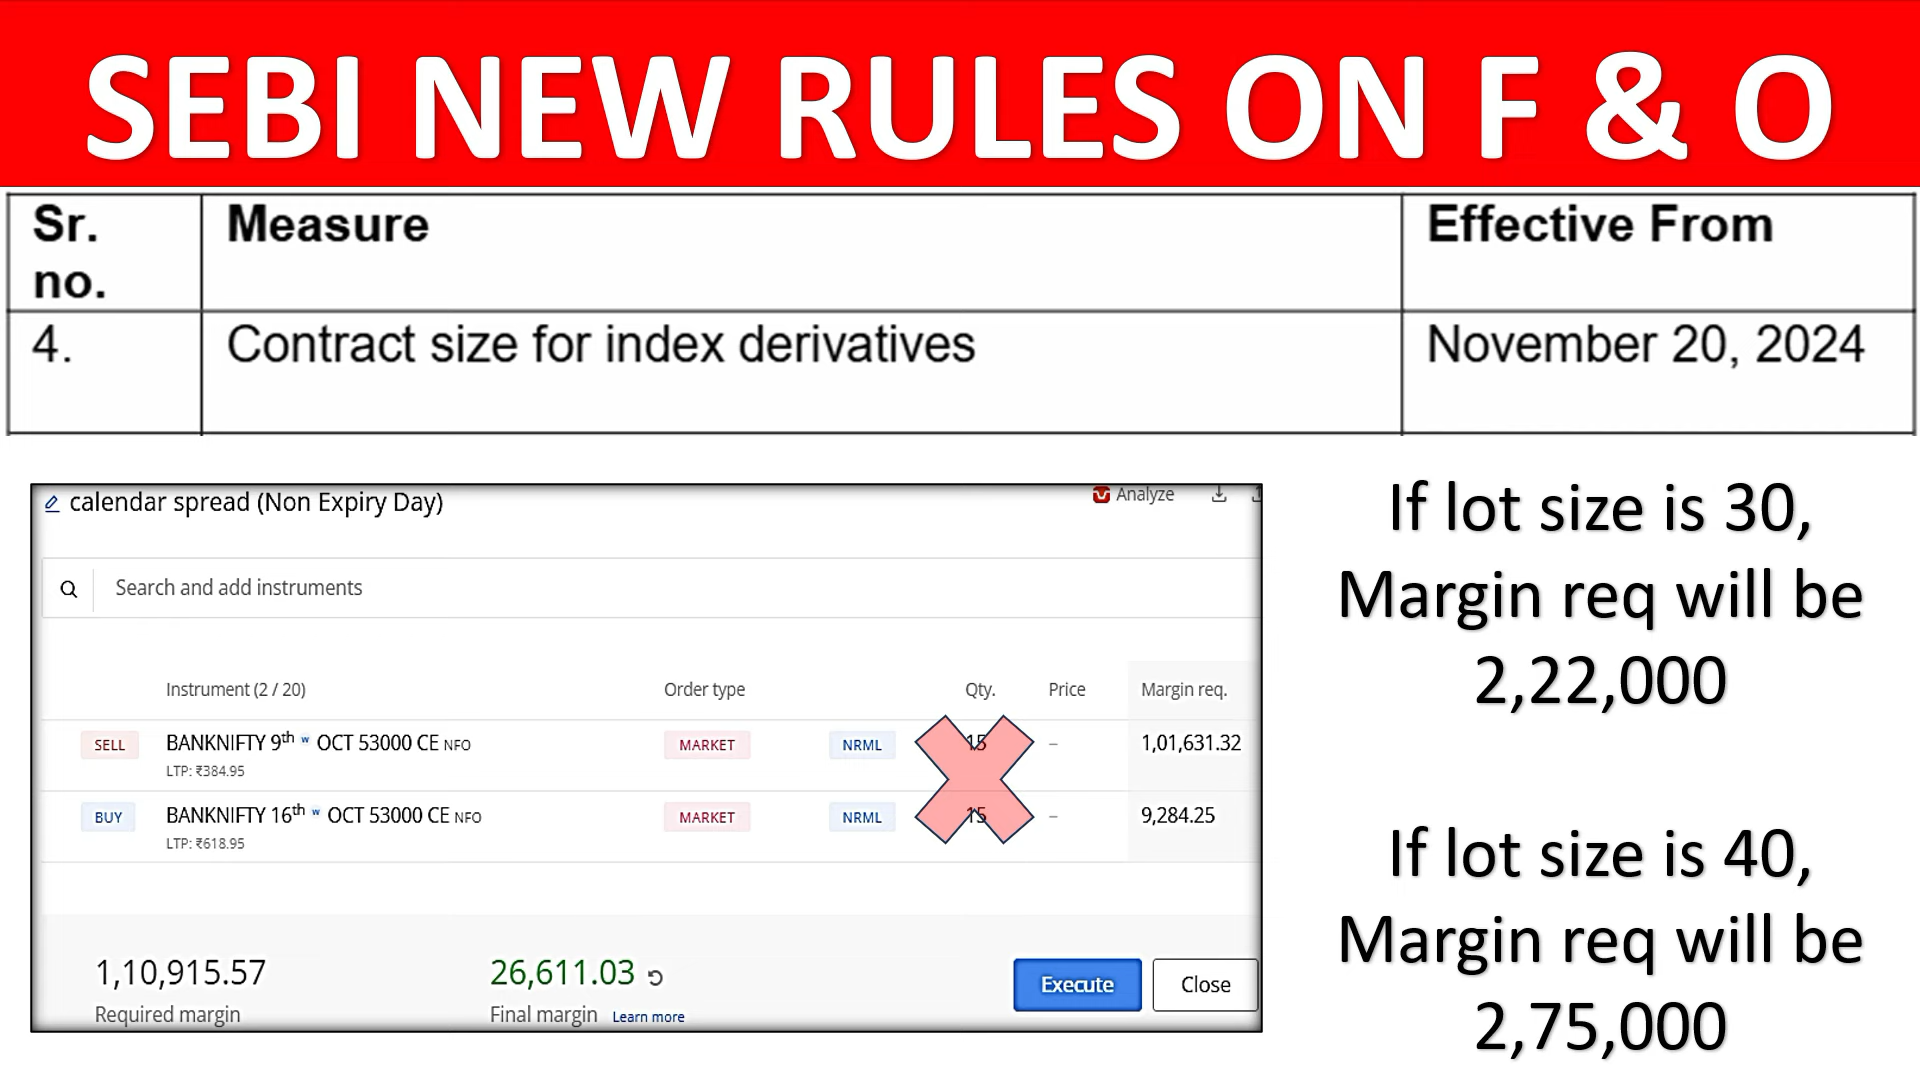 SEBI NEW RULES ON F & O
Sr. no. Measure Effective From
4. Contract size for index derivatives November 20, 2024
calendar spread (Non Expiry Day) Analyze
Search and add instruments
Instrument (2 / 20) Order type Qty. Price Margin req.
SELL BANKNIFTY 9th w OCT 53000 CE NFO MARKET NRML 15 – 1,01,631.32
LTP: ₹384.95
BUY BANKNIFTY 16th w OCT 53000 CE NFO MARKET NRML 15 – 9,284.25
LTP: ₹618.95
1,10,915.57 26,611.03 Execute Close
Required margin Final margin Learn more
If lot size is 30,
Margin req will be
2,22,000
If lot size is 40,
Margin req will be
2,75,000